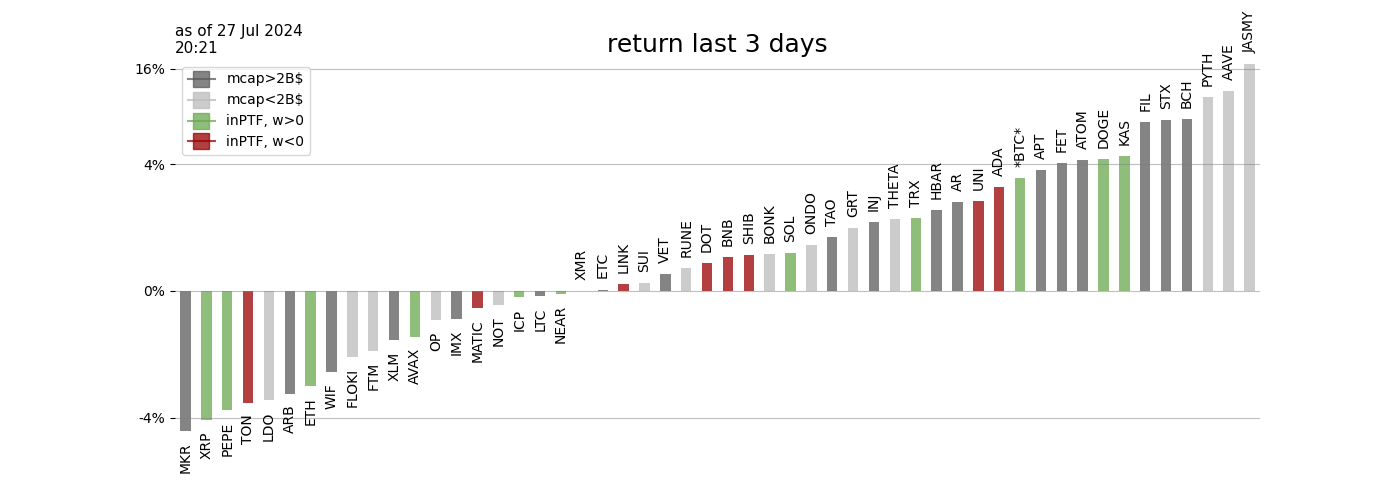 as of 27 Jul 2024
20:21
return last 3 days
mcap>2B$
mcap<2B$
inPTF, w>0
inPTF, w<0
16%
4%
0%
-4%
MKR
XRP
PEPE
TON
LDO
ARB
ETH
WIF
FLOKI
FTM
XLM
AVAX
OP
IMX
MATIC
NOT
ICP
LTC
NEAR
XMR
ETC
LINK
SUI
VET
RUNE
DOT
BNB
SHIB
BONK
SOL
ONDO
TAO
GRT
INJ
THETA
TRX
HBAR
AR
UNI
ADA
*BTC*
APT
FET
ATOM
DOGE
KAS
FIL
STX
BCH
PYTH
AAVE
JASMY